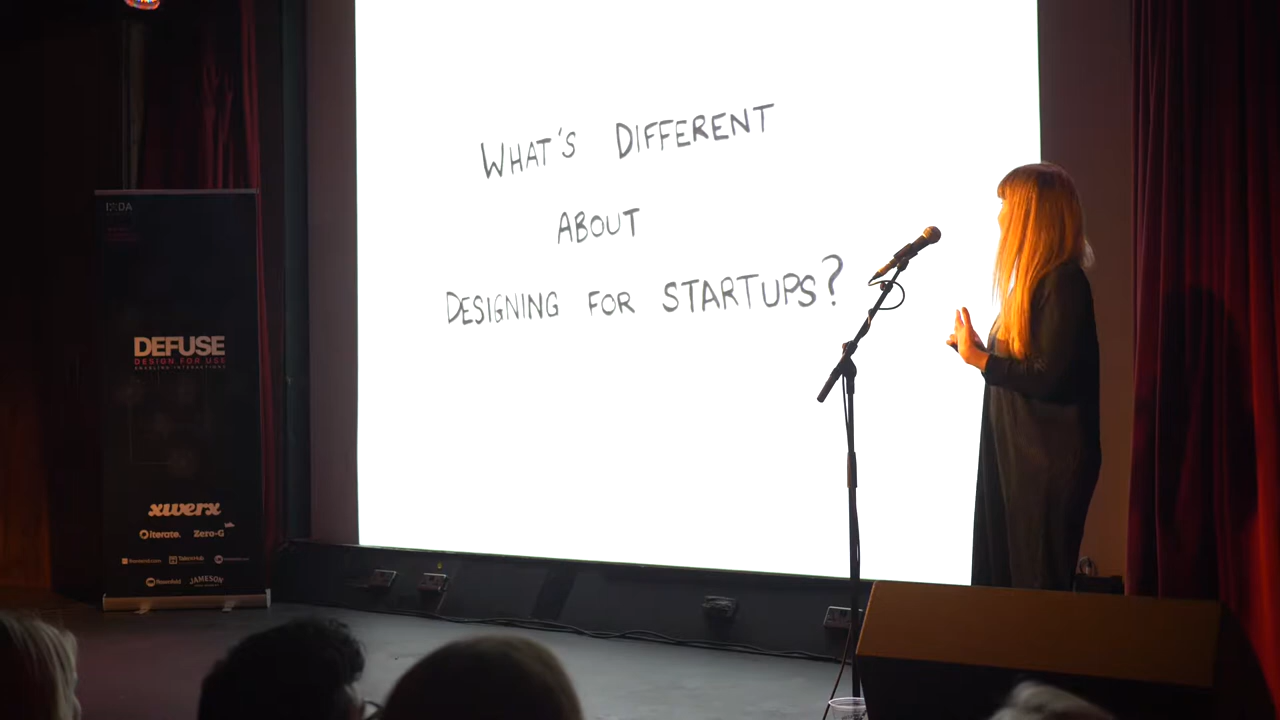 WHAT'S DIFFERENT
ABOUT
DESIGNING FOR STARTUPS?
DEFUSE
DESIGN FOR USE
xwerx
iterate.
Zero-G
JAMESON